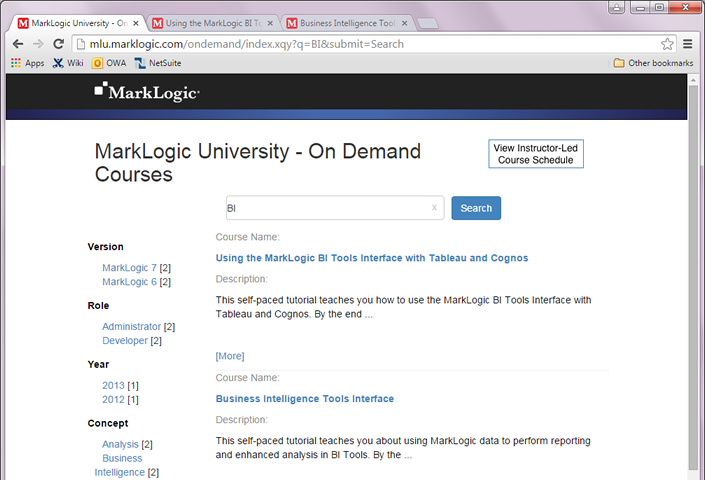 MarkLogic University - On
Using the MarkLogic BI
Business Intelligence Tools
mlu.marklogic.com/ondemand/index.xqy?q=BI&submit=Search
Apps Wiki OWA NetSuite Other bookmarks
MarkLogic
MarkLogic University - On Demand
Courses
View Instructor-Led
Course Schedule
BI x Search
Version
MarkLogic 7 [2]
MarkLogic 6 [2]
Role
Administrator [2]
Developer [2]
Year
2013 [1]
2012 [1]
Concept
Analysis [2]
Business
Intelligence [2]
Course Name:
Using the MarkLogic BI Tools Interface with Tableau and Cognos
Description:
This self-paced tutorial teaches you how to use the MarkLogic BI Tools Interface with
Tableau and Cognos. By the end ...
[More]
Course Name:
Business Intelligence Tools Interface
Description:
This self-paced tutorial teaches you about using MarkLogic data to perform reporting
and enhanced analysis in BI Tools. By the ...